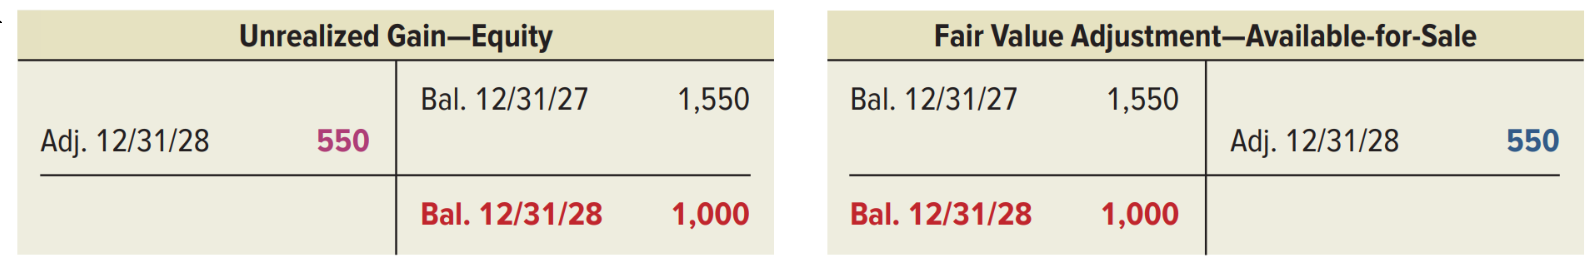 Unrealized Gain—Equity
Bal. 12/31/27 1,550
Adj. 12/31/28 550
Bal. 12/31/28 1,000
Fair Value Adjustment—Available-for-Sale
Bal. 12/31/27 1,550
Adj. 12/31/28 550
Bal. 12/31/28 1,000